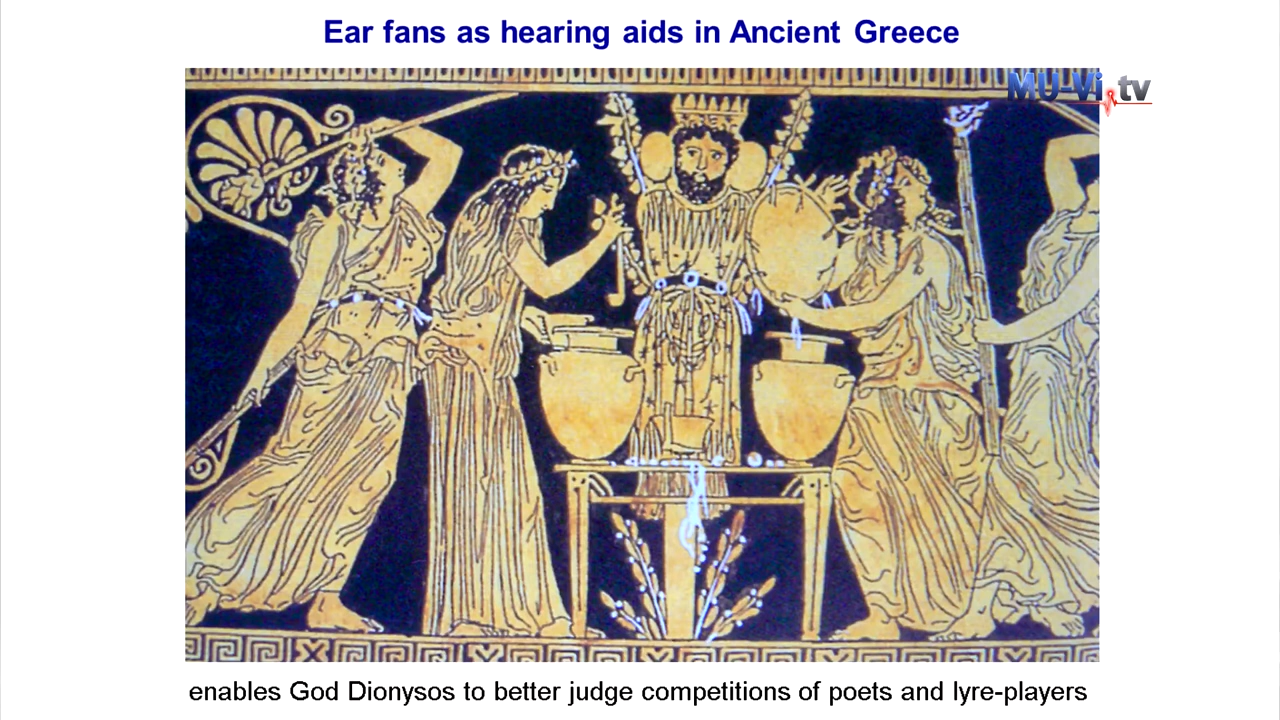 Ear fans as hearing aids in Ancient Greece
MU-Vi.tv
enables God Dionysos to better judge competitions of poets and lyre-players